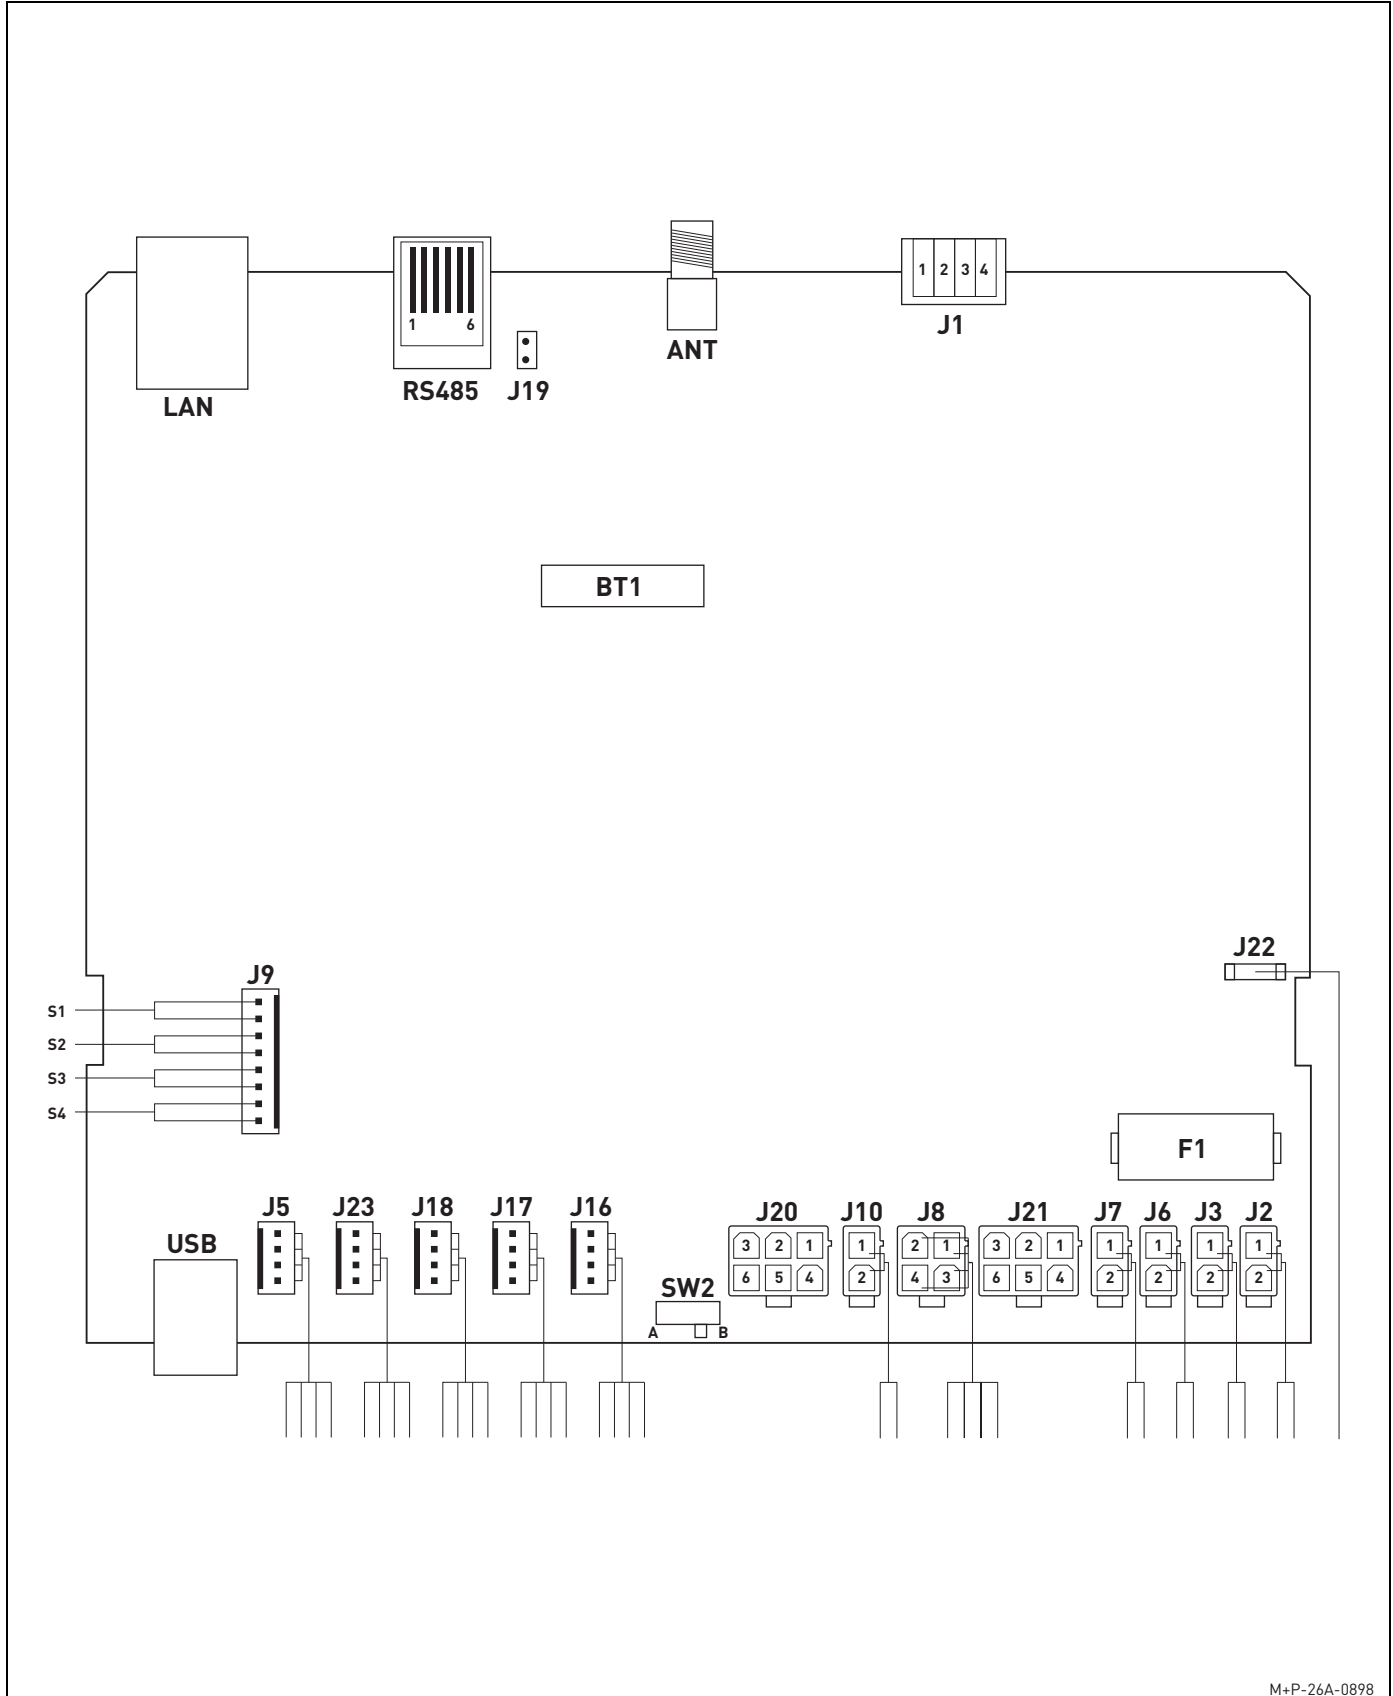 1 2 3 4
1 6
J1
ANT
RS485 J19
LAN
BT1
J22
J9
S1
S2
S3
S4
F1
J5 J23 J18 J17 J16 J20 J10 J8 J21 J7 J6 J3 J2
USB
3 2 1 1 2 1 3 2 1 1 1 1 1
6 5 4 2 4 3 6 5 4 2 2 2 2
SW2
A B
M+P-26A-0898